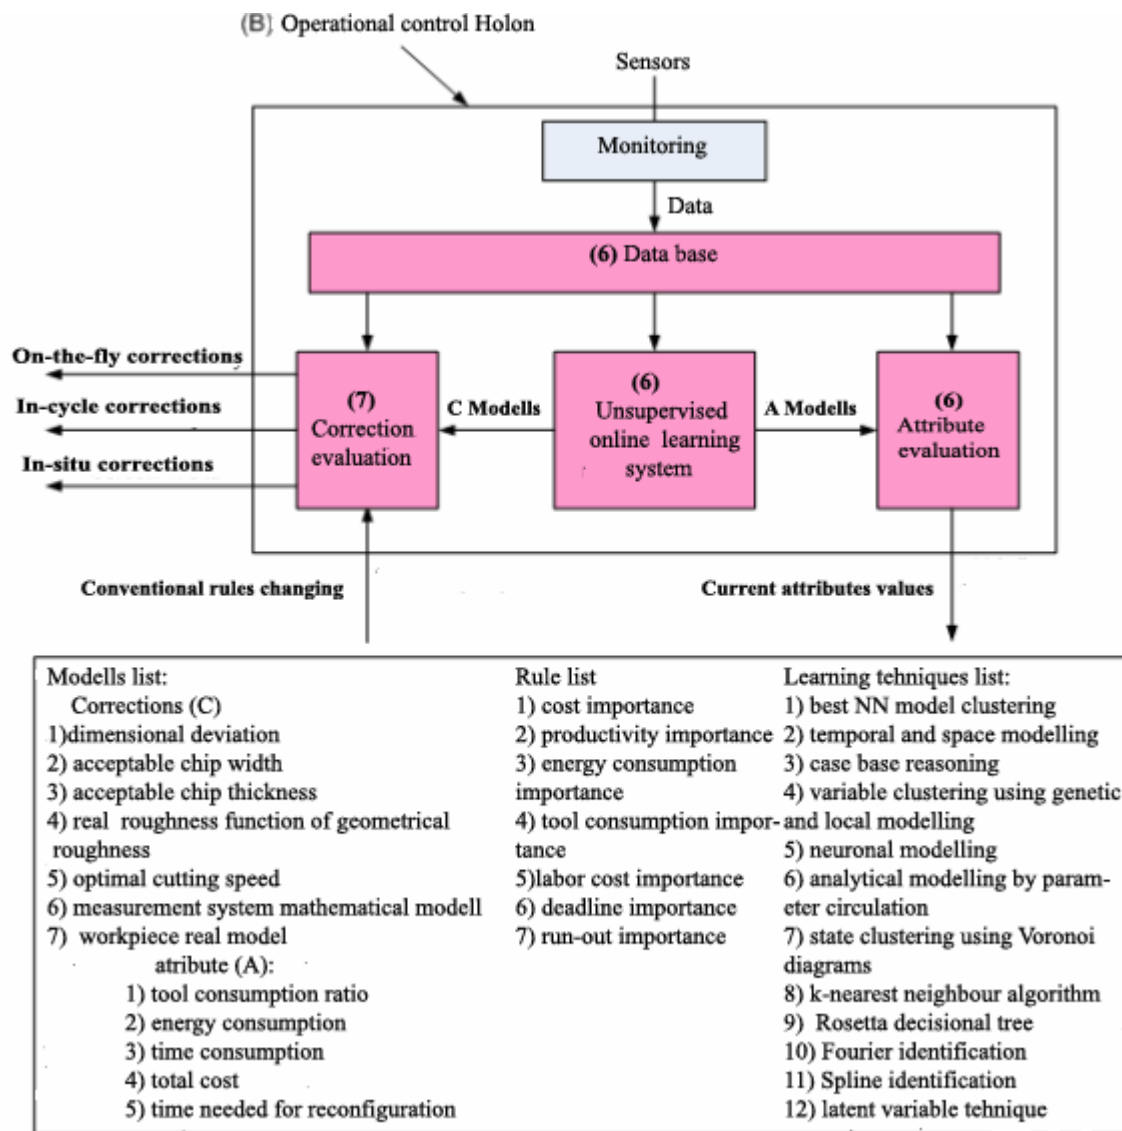 (B) Operational control Holon
Sensors
Monitoring
Data
(6) Data base
On-the-fly corrections
In-cycle corrections
In-situ corrections
(7)
Correction
evaluation
C Modells
(6)
Unsupervised
online learning
system
A Modells
(6)
Attribute
evaluation
Conventional rules changing
Current attributes values
Modells list:
Corrections (C)
1)dimensional deviation
2) acceptable chip width
3) acceptable chip thickness
4) real roughness function of geometrical
roughness
5) optimal cutting speed
6) measurement system mathematical modell
7) workpiece real model
atribute (A):
1) tool consumption ratio
2) energy consumption
3) time consumption
4) total cost
5) time needed for reconfiguration
Rule list
1) cost importance
2) productivity importance
3) energy consumption
importance
4) tool consumption impor-
tance
5)labor cost importance
6) deadline importance
7) run-out importance
Learning tehniques list:
1) best NN model clustering
2) temporal and space modelling
3) case base reasoning
4) variable clustering using genetic
and local modelling
5) neuronal modelling
6) analytical modelling by param-
eter circulation
7) state clustering using Voronoi
diagrams
8) k-nearest neighbour algorithm
9) Rosetta decisional tree
10) Fourier identification
11) Spline identification
12) latent variable tehnique